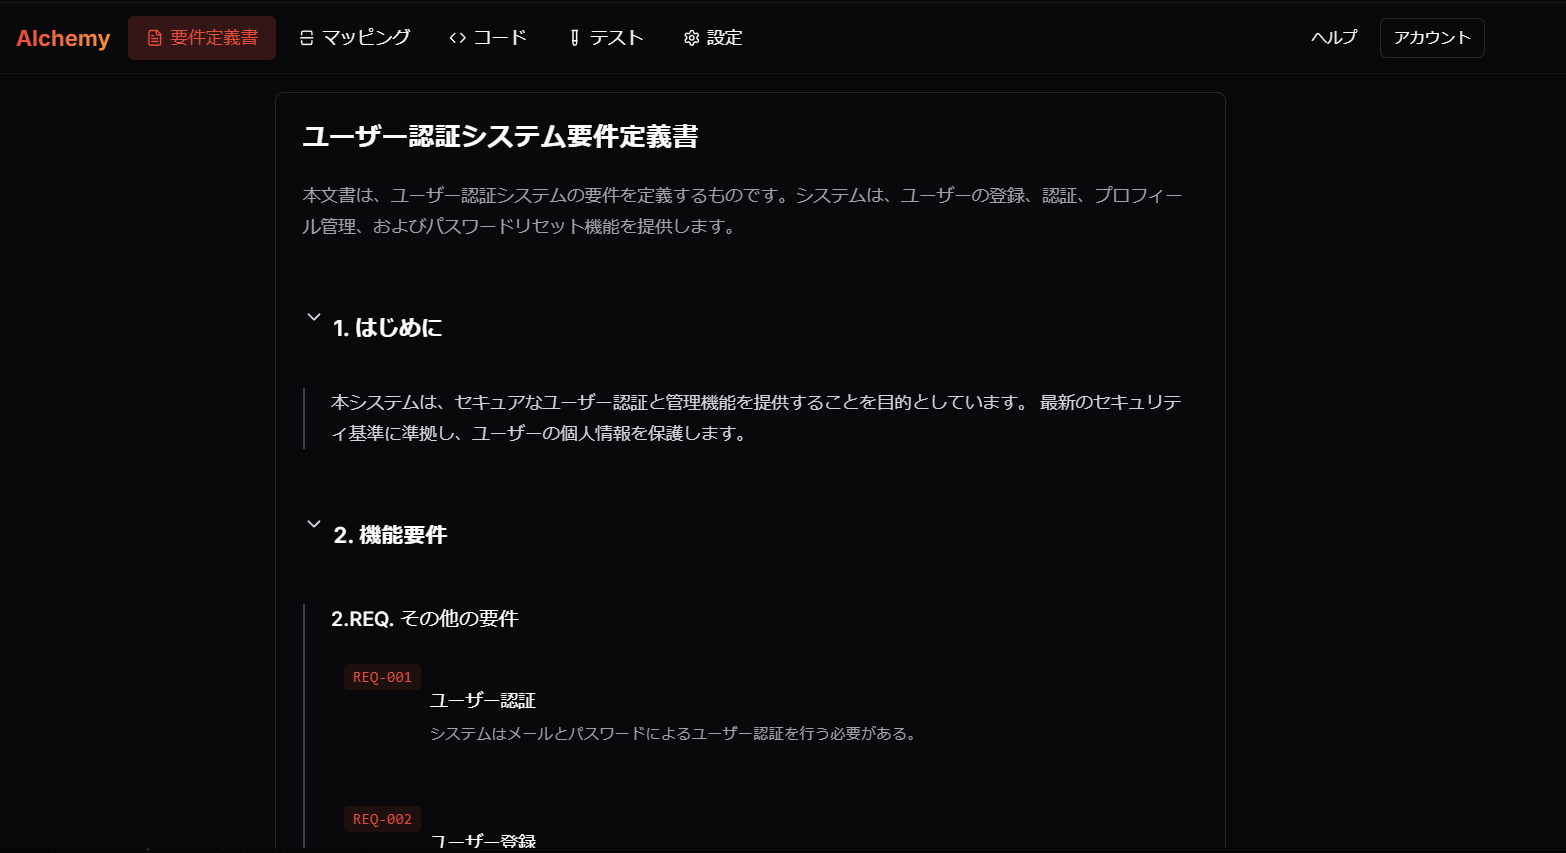 AIchemy
要件定義書
マッピング
コード
テスト
設定
ヘルプ
アカウント
ユーザー認証システム要件定義書
本文書は、ユーザー認証システムの要件を定義するものです。システムは、ユーザーの登録、認証、プロフィー
ル管理、およびパスワードリセット機能を提供します。
1. はじめに
本システムは、セキュアなユーザー認証と管理機能を提供することを目的としています。 最新のセキュリテ
ィ基準に準拠し、ユーザーの個人情報を保護します。
2. 機能要件
2.REQ. その他の要件
REQ-001
ユーザー認証
システムはメールとパスワードによるユーザー認証を行う必要がある。
REQ-002
ユーザー登録